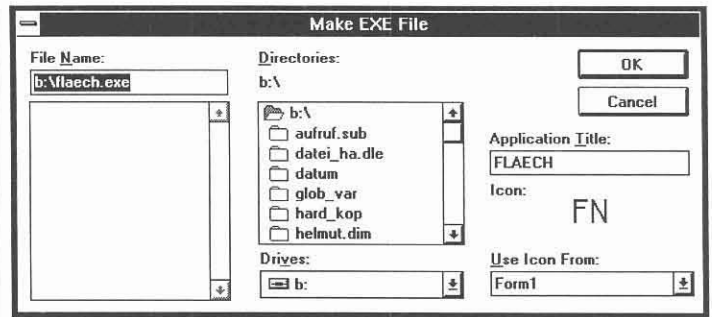 Make EXE File
File Name:
b:\flaech.exe
Directories:
b:\
b:\
aufruf.sub
datei_ha.dle
datum
glob_var
hard_kop
helmut.dim
Drives:
b:
OK
Cancel
Application Title:
FLAECH
Icon:
FN
Use Icon From:
Form1